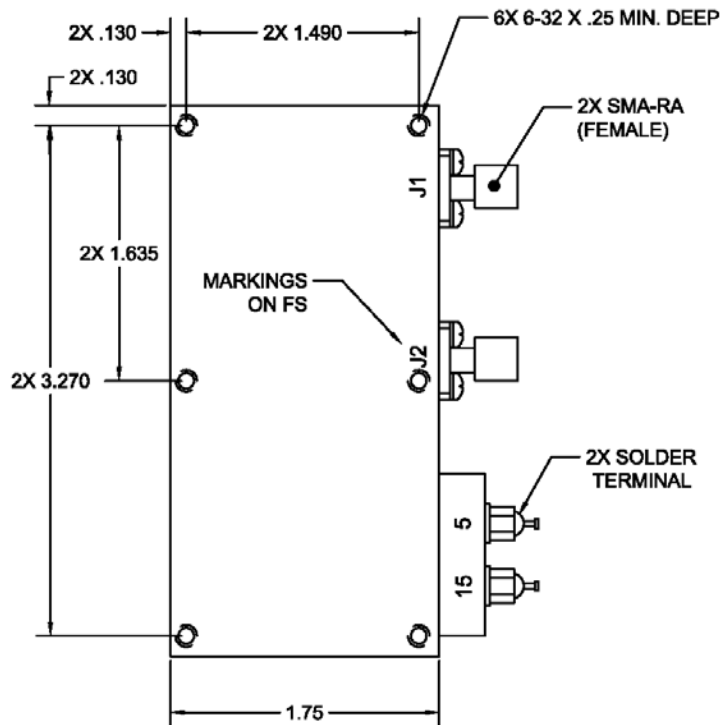 2X .130
2X 1.490
6X 6-32 X .25 MIN. DEEP
2X .130
2X SMA-RA
(FEMALE)
J1
2X 1.635
MARKINGS
ON FS
J2
2X 3.270
2X SOLDER
TERMINAL
5
15
1.75